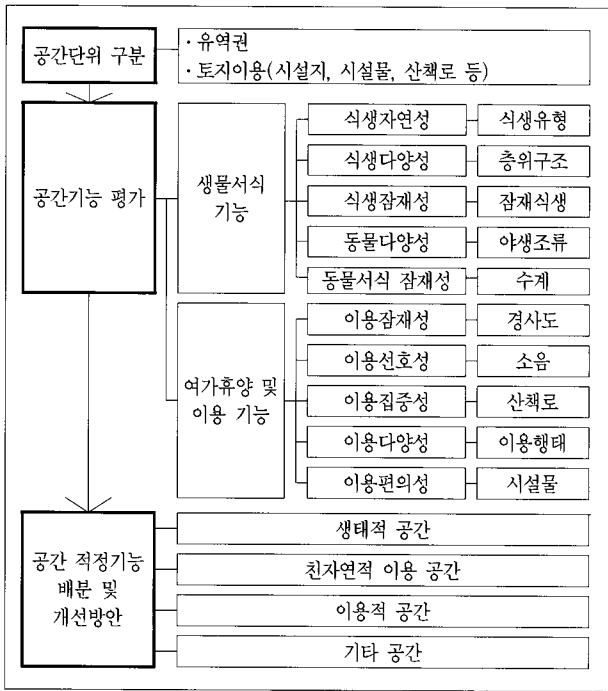 공간단위 구분
· 유역권
· 토지이용(시설지, 시설물, 산책로 등)
공간기능 평가
생물서식
기능
식생자연성
식생유형
식생다양성
층위구조
식생잠재성
잠재식생
동물다양성
야생조류
동물서식 잠재성
수계
여가휴양 및
이용 기능
이용잠재성
경사도
이용선호성
소음
이용집중성
산책로
이용다양성
이용행태
이용편의성
시설물
공간 적정기능
배분 및
개선방안
생태적 공간
친자연적 이용 공간
이용적 공간
기타 공간